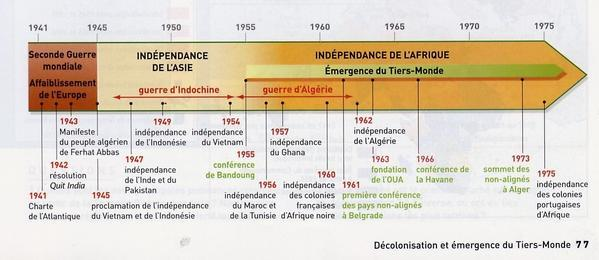 1941 1945 1950 1955 1960 1965 1970 1975
Seconde Guerre
mondiale
Affaiblissement
de l'Europe
INDÉPENDANCE
DE L'ASIE
INDÉPENDANCE DE L'AFRIQUE
Émergence du Tiers-Monde
guerre d'Indochine
guerre d'Algérie
1943
Manifeste
du peuple algérien
de Ferhat Abbas
1949
indépendance
de l'Indonésie
1954
indépendance
du Vietnam
1957
indépendance
du Ghana
1962
indépendance
de l'Algérie
1942
résolution
Quit India
1947
indépendance
de l'Inde et du
Pakistan
1955
conférence
de Bandoung
1963
fondation
de l'OUA
1966
conférence de
la Havane
1973
sommet des
non-alignés
à Alger
1941
Charte
de l'Atlantique
1945
proclamation de l'indépendance
du Vietnam et de l'Indonésie
1956
indépendance
du Maroc et
de la Tunisie
1960
indépendance
des colonies
françaises
d'Afrique noire
1961
première conférence
des pays non-alignés
à Belgrade
1975
indépendance
des colonies
portugaises
d'Afrique
Décolonisation et émergence du Tiers-Monde 77